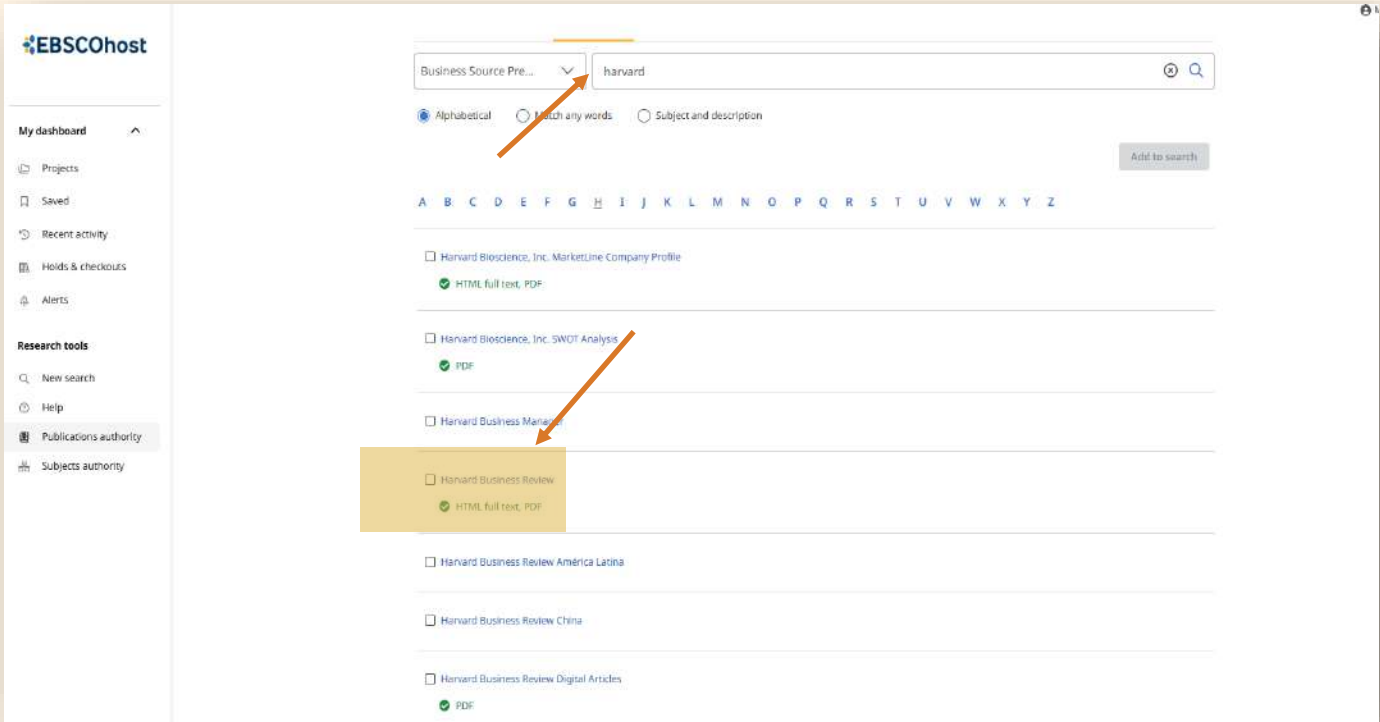 EBSCOhost
My dashboard
Projects
Saved
Recent activity
Holds & checkouts
Alerts
Research tools
New search
Help
Publications authority
Subjects authority
Business Source Pre...
harvard
Alphabetical
Match any words
Subject and description
Add to search
A B C D E F G H I J K L M N O P Q R S T U V W X Y Z
Harvard Bioscience, Inc. MarketLine Company Profile
HTML full text, PDF
Harvard Bioscience, Inc. SWOT Analysis
PDF
Harvard Business Manager
Harvard Business Review
HTML full text, PDF
Harvard Business Review América Latina
Harvard Business Review China
Harvard Business Review Digital Articles
PDF